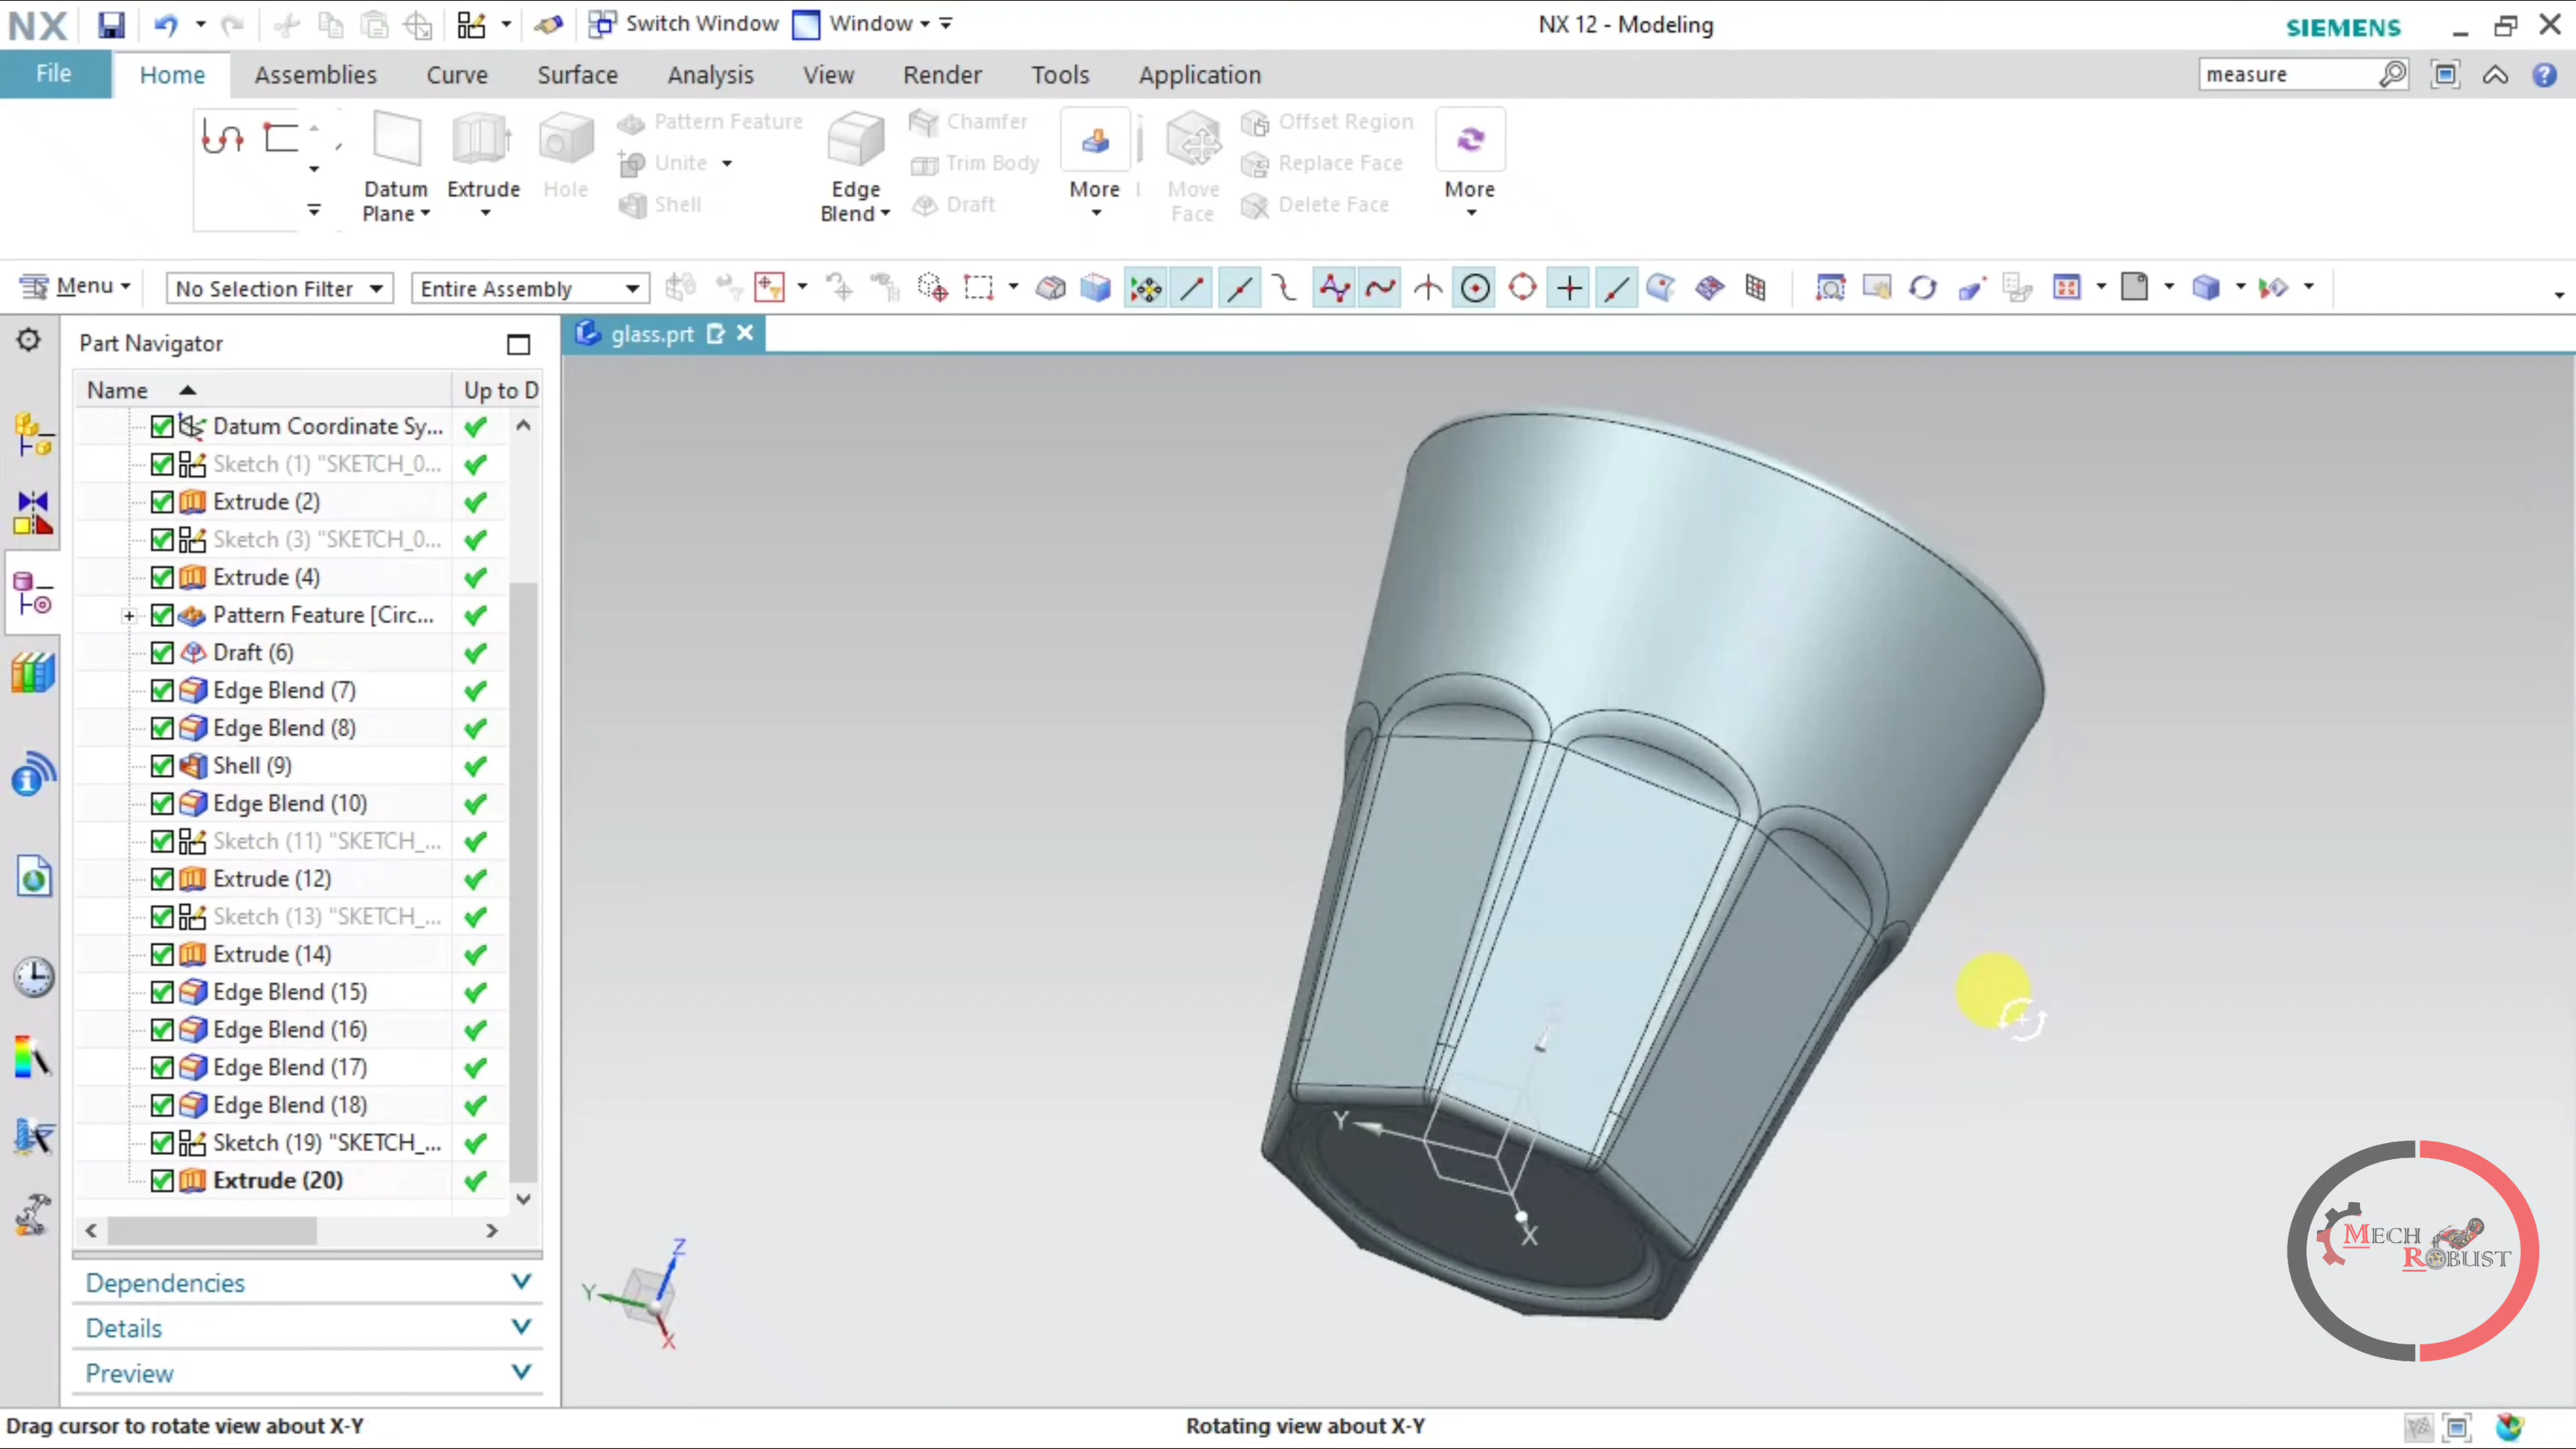 NX
Switch Window
Window
NX 12 - Modeling
SIEMENS
File
Home
Assemblies
Curve
Surface
Analysis
View
Render
Tools
Application
measure
Datum
Plane
Extrude
Hole
Pattern Feature
Unite
Shell
Edge
Blend
Chamfer
Trim Body
Draft
More
Move
Face
Offset Region
Replace Face
Delete Face
More
Menu
No Selection Filter
Entire Assembly
Part Navigator
glass.prt
Name
Up to D
Datum Coordinate Sy...
Sketch (1) "SKETCH_0...
Extrude (2)
Sketch (3) "SKETCH_0...
Extrude (4)
Pattern Feature [Circ...
Draft (6)
Edge Blend (7)
Edge Blend (8)
Shell (9)
Edge Blend (10)
Sketch (11) "SKETCH_...
Extrude (12)
Sketch (13) "SKETCH_...
Extrude (14)
Edge Blend (15)
Edge Blend (16)
Edge Blend (17)
Edge Blend (18)
Sketch (19) "SKETCH_...
Extrude (20)
Dependencies
Details
Preview
Y
X
Z
Y
X
MECH
ROBUST
Drag cursor to rotate view about X-Y
Rotating view about X-Y